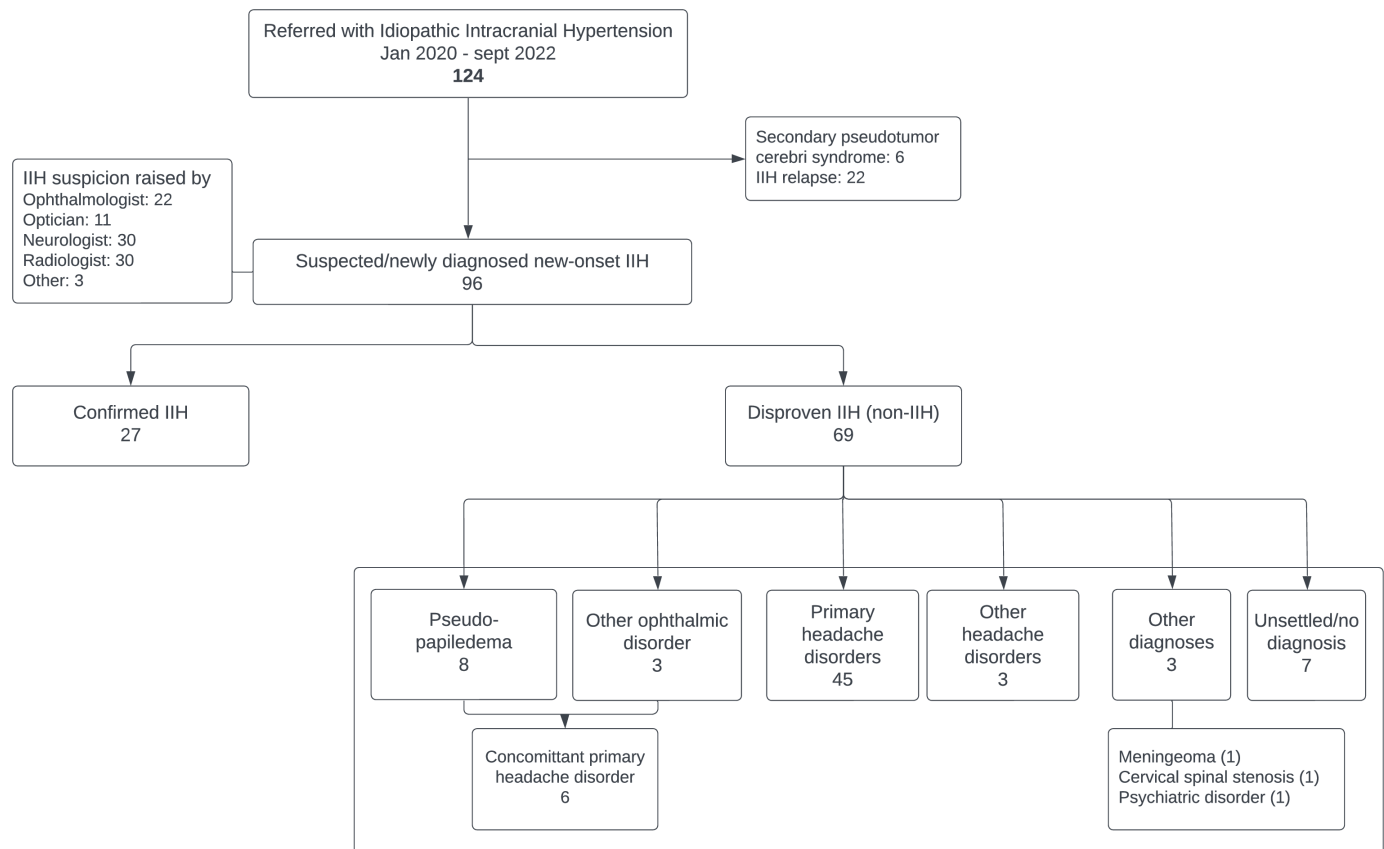 Referred with Idiopathic Intracranial Hypertension
Jan 2020 - sept 2022
124
Secondary pseudotumor
cerebri syndrome: 6
IIH relapse: 22
IIH suspicion raised by
Ophthalmologist: 22
Optician: 11
Neurologist: 30
Radiologist: 30
Other: 3
Suspected/newly diagnosed new-onset IIH
96
Confirmed IIH
27
Disproven IIH (non-IIH)
69
Pseudo-
papiledema
8
Other ophthalmic
disorder
3
Primary
headache
disorders
45
Other
headache
disorders
3
Other
diagnoses
3
Unsettled/no
diagnosis
7
Concomittant primary
headache disorder
6
Meningeoma (1)
Cervical spinal stenosis (1)
Psychiatric disorder (1)